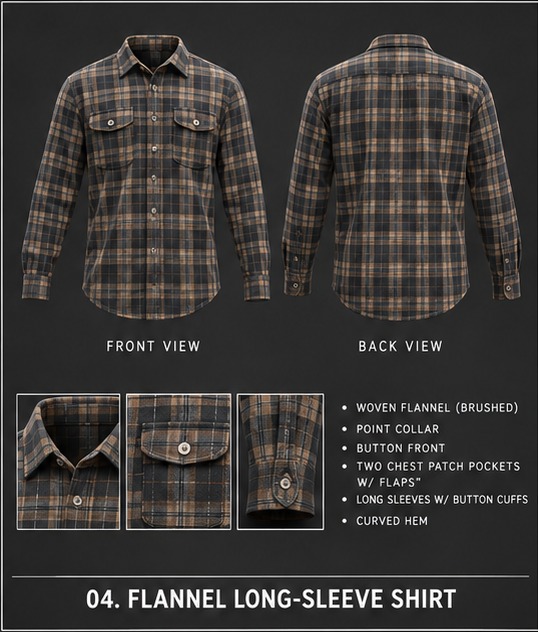 FRONT VIEW
BACK VIEW
• WOVEN FLANNEL (BRUSHED)
• POINT COLLAR
• BUTTON FRONT
• TWO CHEST PATCH POCKETS
W/ FLAPS"
• LONG SLEEVES W/ BUTTON CUFFS
• CURVED HEM
04. FLANNEL LONG-SLEEVE SHIRT